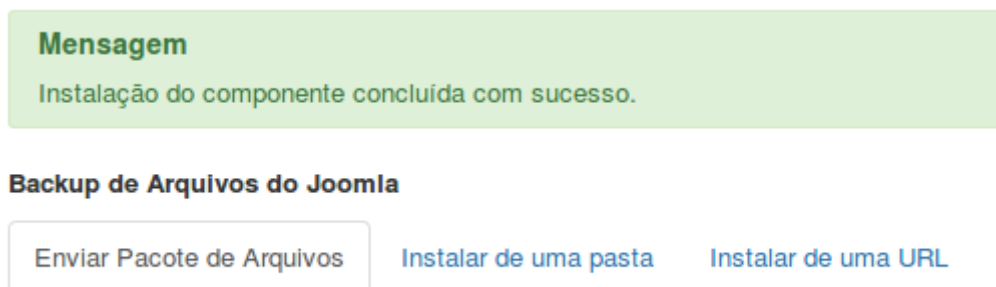 Mensagem
Instalação do componente concluída com sucesso.
Backup de Arquivos do Joomla
Enviar Pacote de Arquivos Instalar de uma pasta Instalar de uma URL